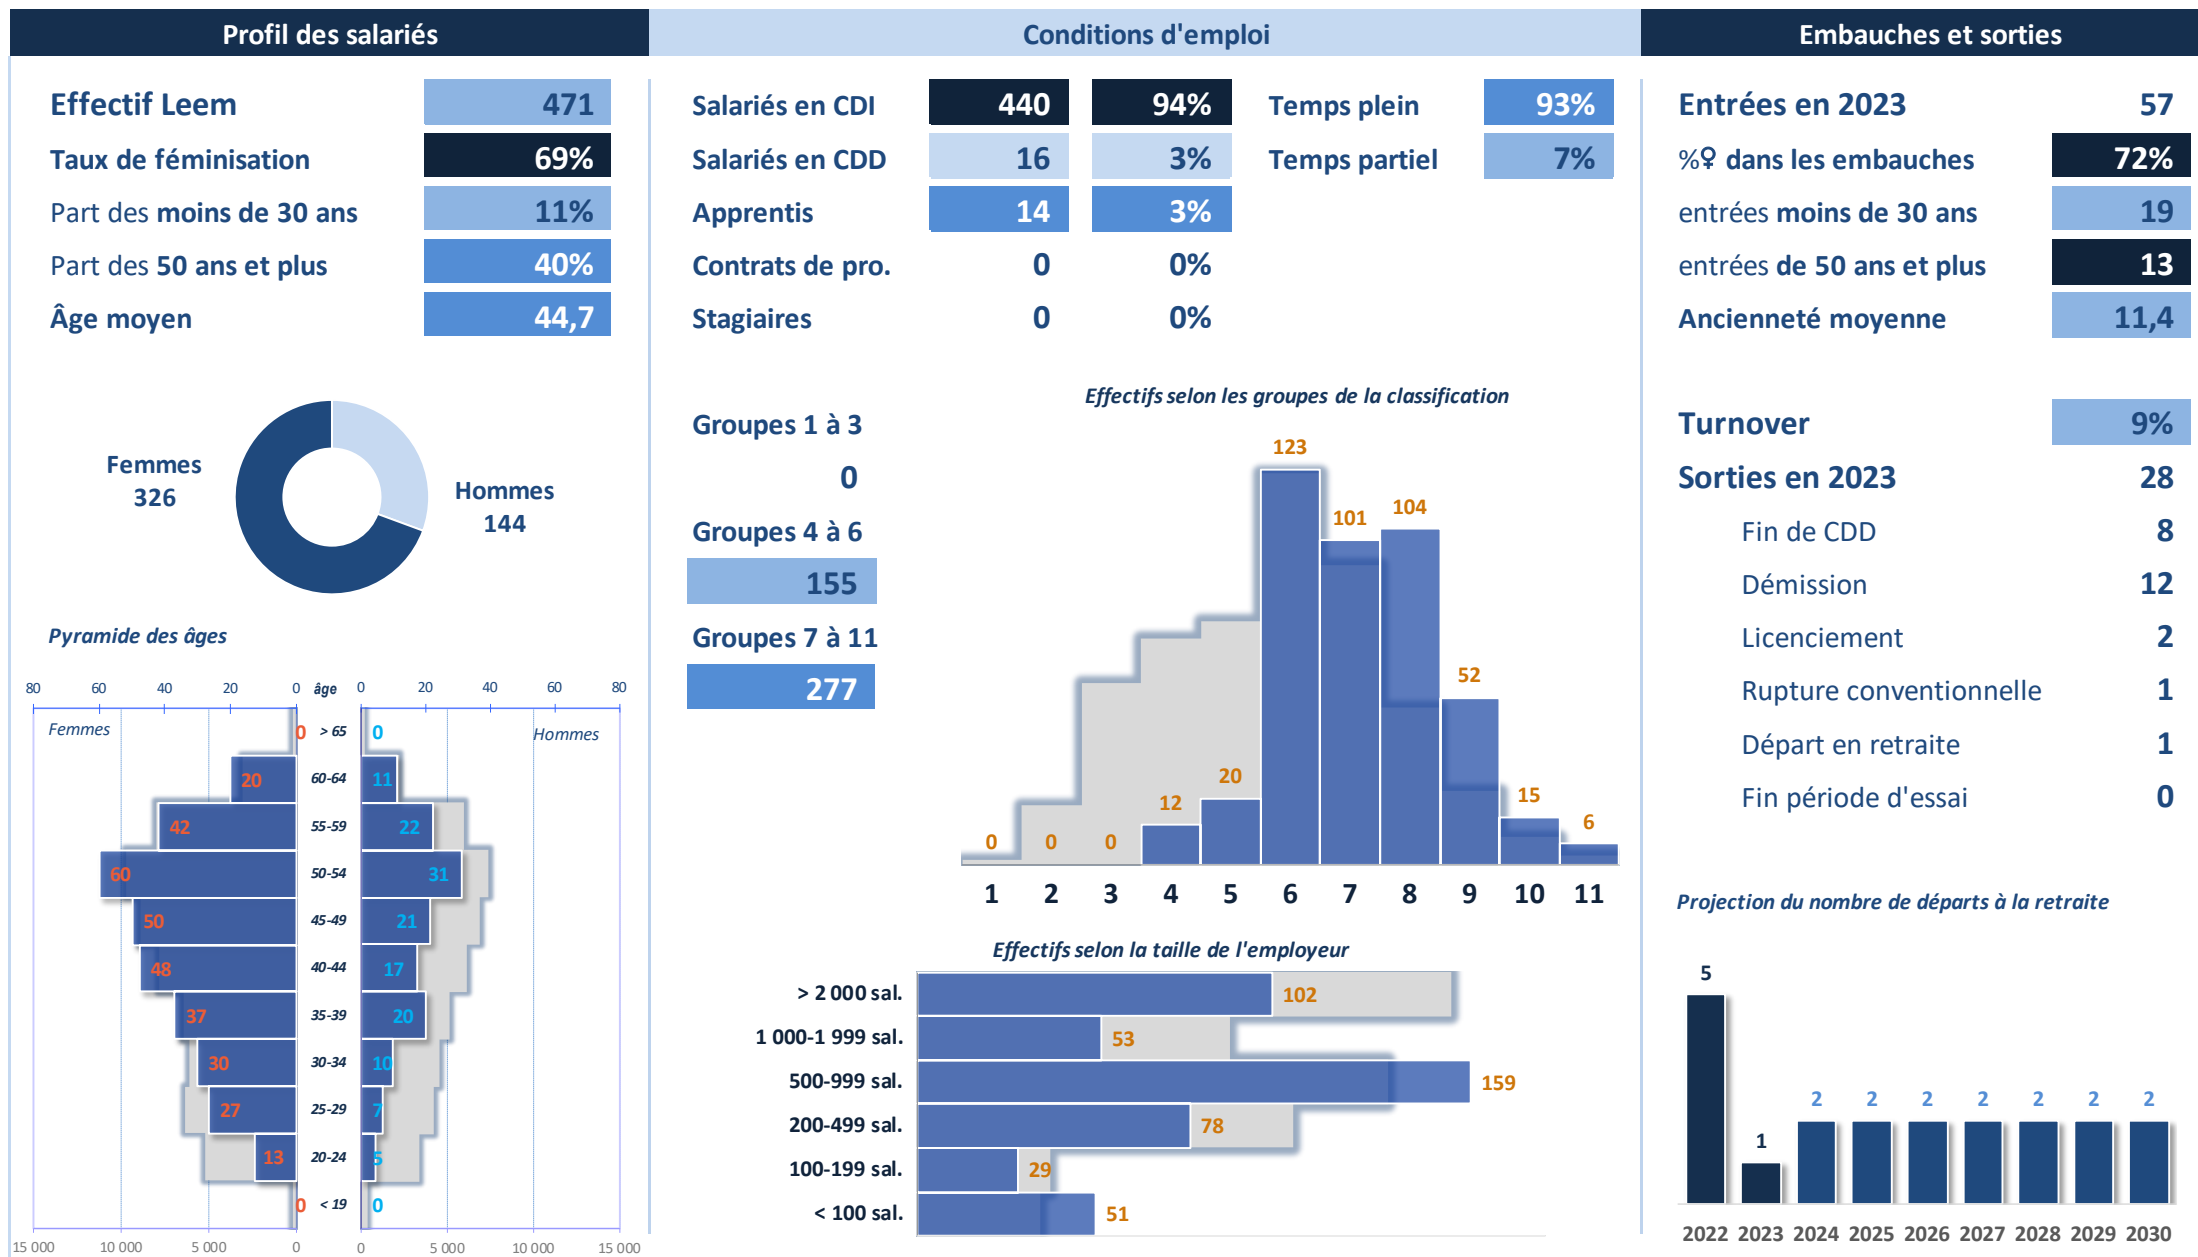 Profil des salariés
Effectif Leem 471
Taux de féminisation 69%
Part des moins de 30 ans 11%
Part des 50 ans et plus 40%
Âge moyen 44,7
Femmes
326
Hommes
144
Pyramide des âges
80 60 40 20 0 âge 0 20 40 60 80
Femmes Hommes
0 > 65 0
20 60-64 11
42 55-59 22
60 50-54 31
50 45-49 21
48 40-44 17
37 35-39 20
30 30-34 10
27 25-29 7
13 20-24 5
0 < 19 0
15 000 10 000 5 000 0 0 5 000 10 000 15 000
Conditions d'emploi
Salariés en CDI 440 94% Temps plein 93%
Salariés en CDD 16 3% Temps partiel 7%
Apprentis 14 3%
Contrats de pro. 0 0%
Stagiaires 0 0%
Groupes 1 à 3
0
Groupes 4 à 6
155
Groupes 7 à 11
277
Effectifs selon les groupes de la classification
0 0 0 12 20 123 101 104 52 15 6
1 2 3 4 5 6 7 8 9 10 11
Effectifs selon la taille de l'employeur
> 2 000 sal. 102
1 000-1 999 sal. 53
500-999 sal. 159
200-499 sal. 78
100-199 sal. 29
< 100 sal. 51
Embauches et sorties
Entrées en 2023 57
%♀ dans les embauches 72%
entrées moins de 30 ans 19
entrées de 50 ans et plus 13
Ancienneté moyenne 11,4
Turnover 9%
Sorties en 2023 28
Fin de CDD 8
Démission 12
Licenciement 2
Rupture conventionnelle 1
Départ en retraite 1
Fin période d'essai 0
Projection du nombre de départs à la retraite
5 1 2 2 2 2 2 2 2
2022 2023 2024 2025 2026 2027 2028 2029 2030